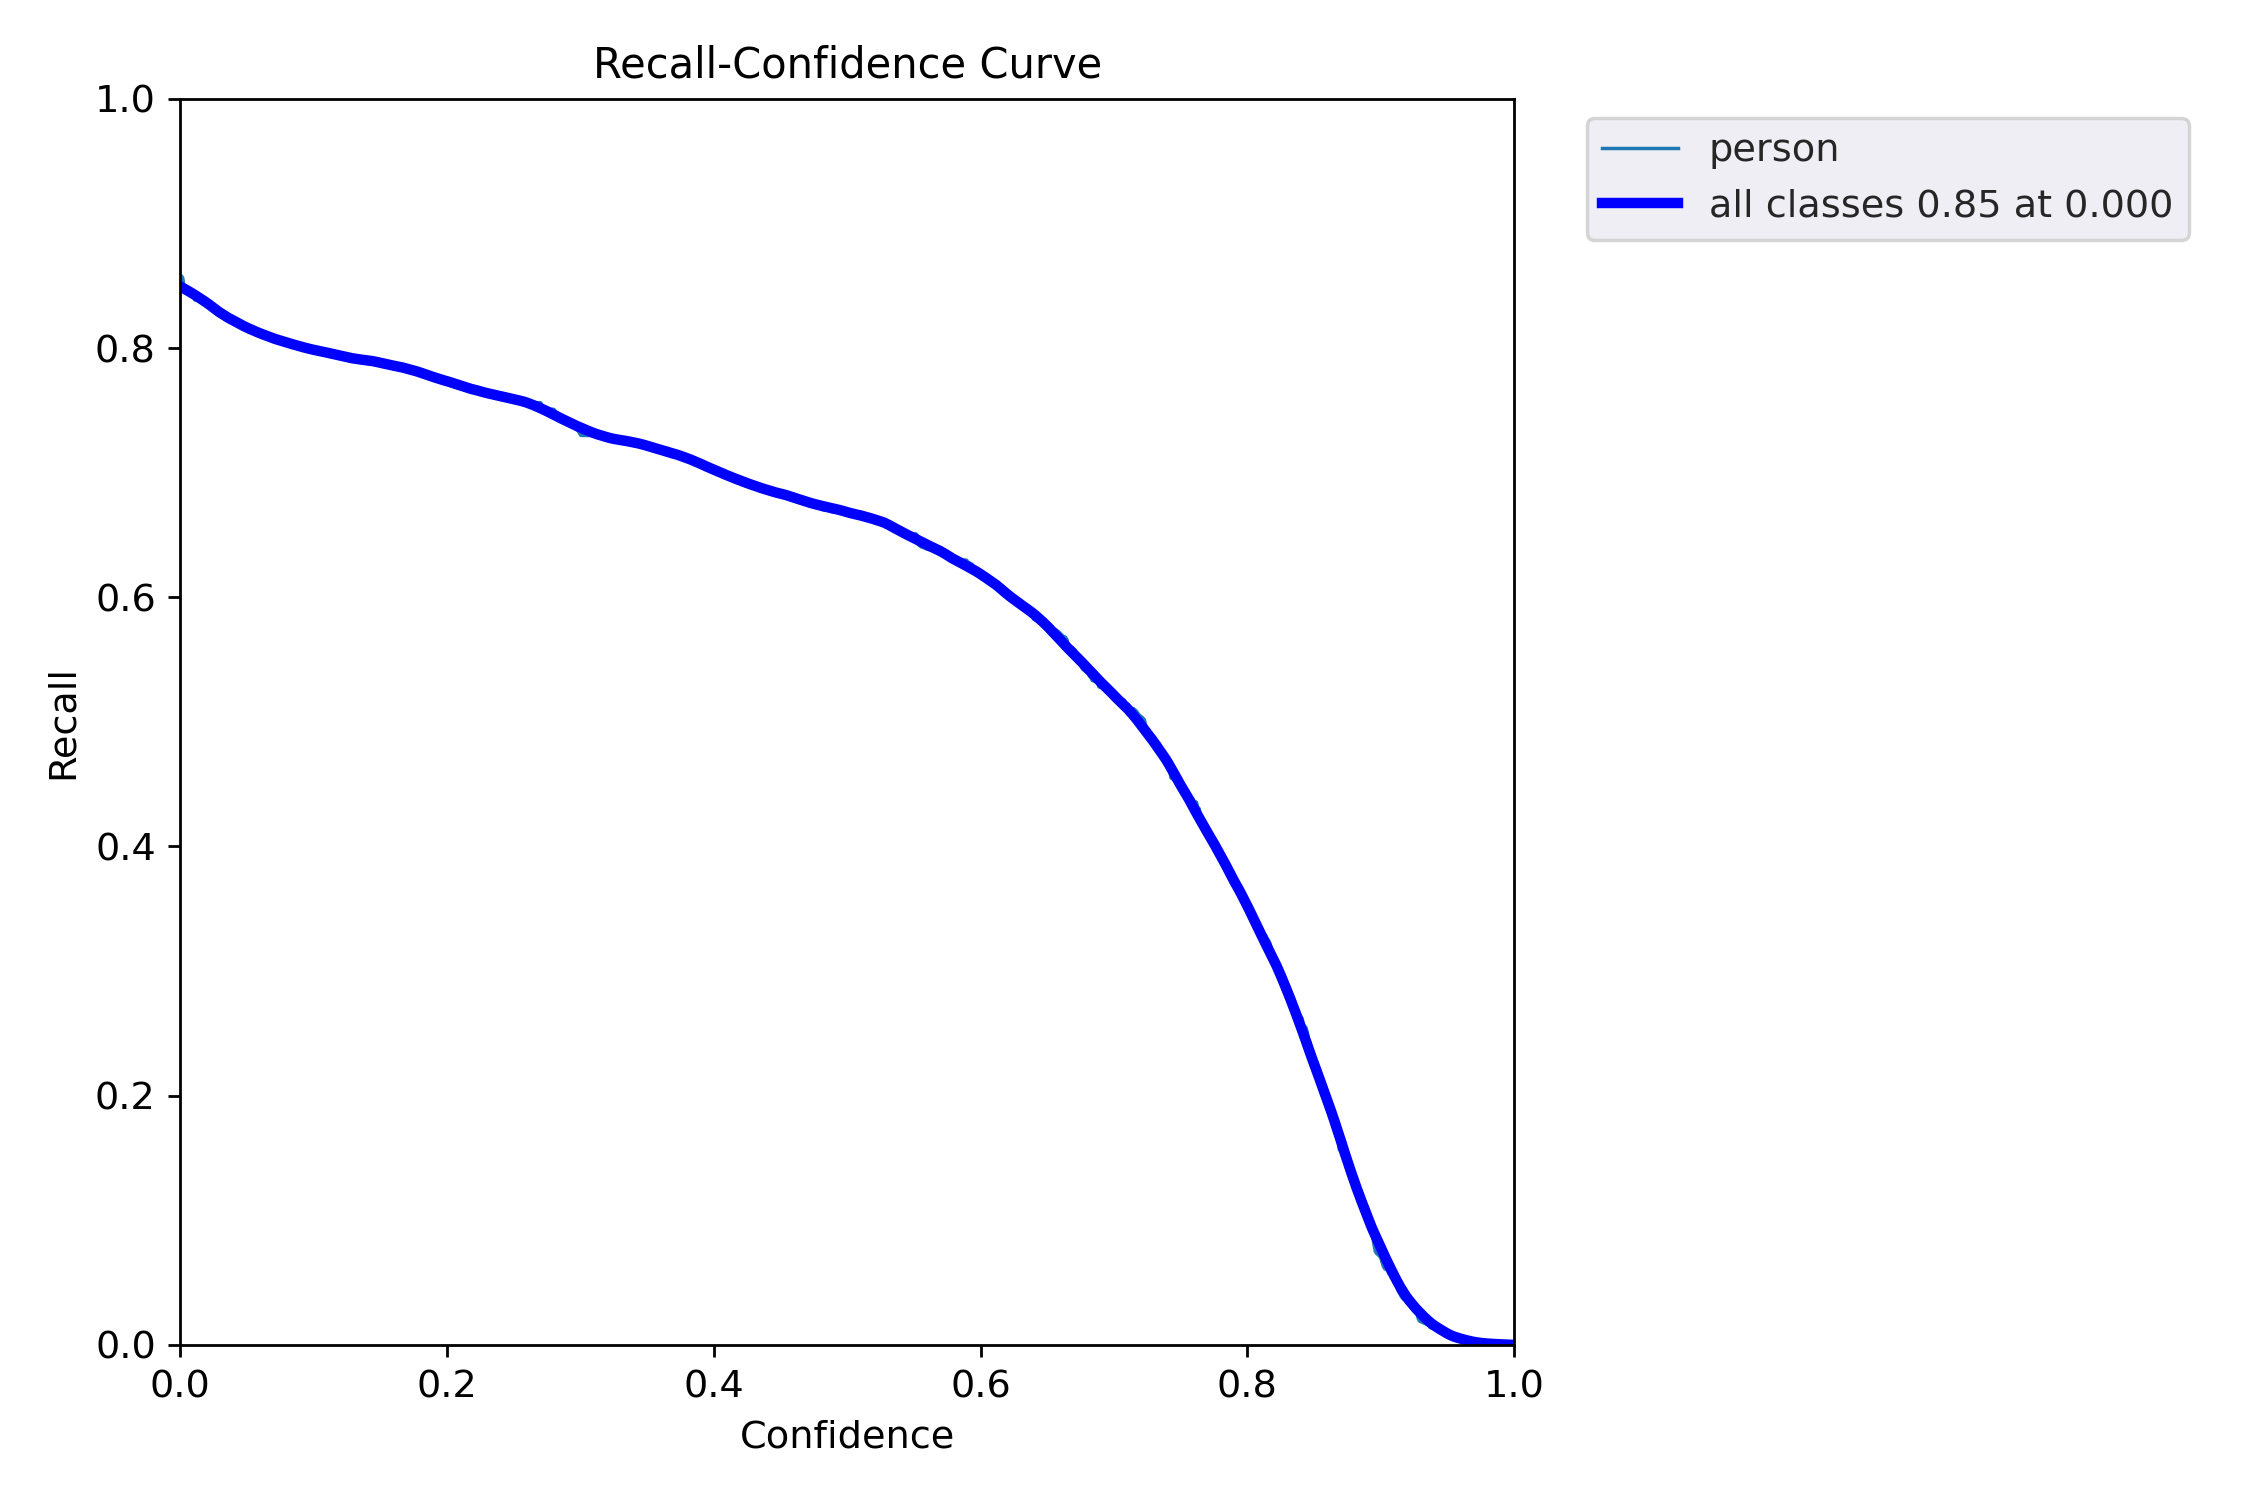 Recall-Confidence Curve
person
all classes 0.85 at 0.000
1.0
0.8
0.6
0.4
0.2
0.0
Recall
0.0 0.2 0.4 0.6 0.8 1.0
Confidence